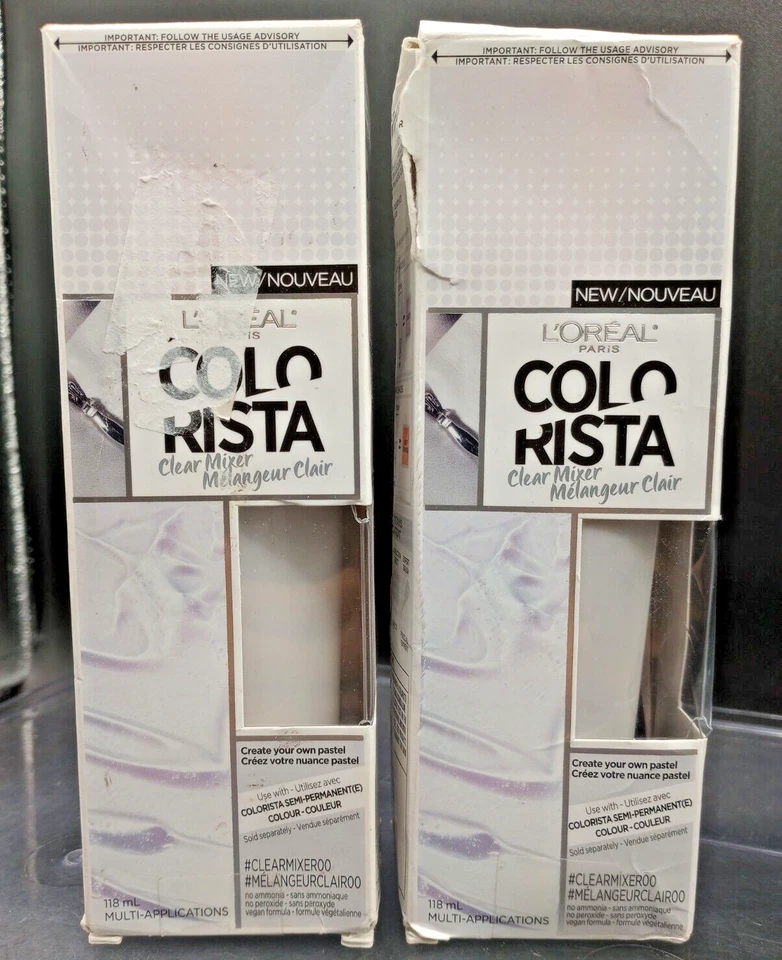 IMPORTANT: FOLLOW THE USAGE ADVISORY
IMPORTANT: RESPECTER LES CONSIGNES D'UTILISATION
NEW/NOUVEAU
L'ORÉAL
COLO
RISTA
Clear Mixer
Mélangeur Clair
Create your own pastel
Créez votre nuance pastel
Use with - Utilisez avec
COLORISTA SEMI-PERMANENT(E)
COLOUR - COULEUR
Sold separately - Vendue séparément
#CLEARMIXER00
#MÉLANGEURCLAIR00
no ammonia - sans ammoniaque
no peroxide - sans peroxyde
vegan formula - formule végétalienne
118 mL
MULTI-APPLICATIONS
IMPORTANT: FOLLOW THE USAGE ADVISORY
IMPORTANT: RESPECTER LES CONSIGNES D'UTILISATION
NEW/NOUVEAU
L'ORÉAL
PARIS
COLO
RISTA
Clear Mixer
Mélangeur Clair
Create your own pastel
Créez votre nuance pastel
Use with - Utilisez avec
COLORISTA SEMI-PERMANENT(E)
COLOUR - COULEUR
Sold separately - Vendue séparément
#CLEARMIXER00
#MÉLANGEURCLAIR00
no ammonia - sans ammoniaque
no peroxide - sans peroxyde
vegan formula - formule végétalienne
118 mL
MULTI-APPLICATIONS